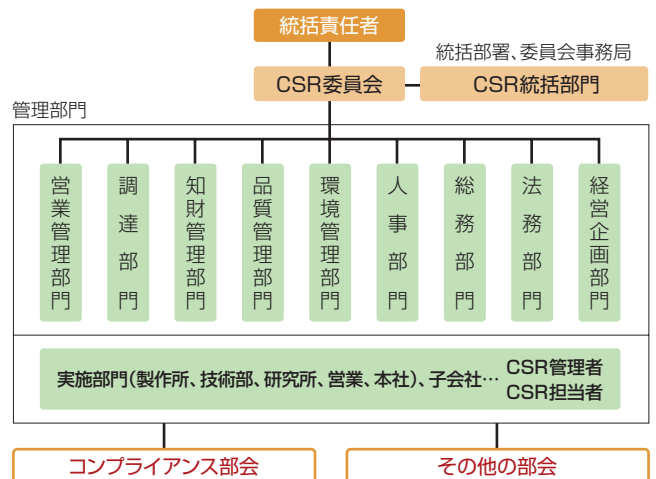 統括責任者
統括部署、委員会事務局
CSR委員会
CSR統括部門
管理部門
営業管理部門
調達部門
知財管理部門
品質管理部門
環境管理部門
人事部門
総務部門
法務部門
経営企画部門
実施部門(製作所、技術部、研究所、営業、本社)、子会社…
CSR管理者
CSR担当者
コンプライアンス部会
その他の部会